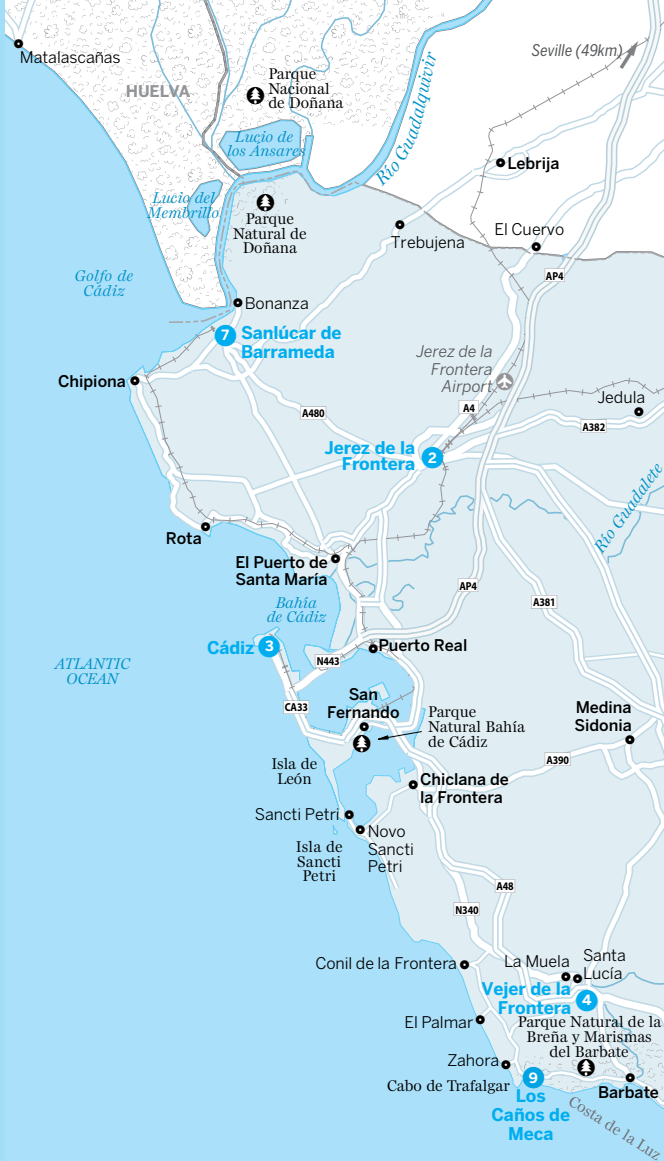 Seville (49km)
Matalascañas
Parque
Nacional
de Doñana
HUELVA
Río Guadalquivir
Lucio de
los Ansares
Lebrija
Lucio del
Membrillo
Parque
Natural de
Doñana
Trebujena
El Cuervo
Golfo de
Cádiz
AP4
Bonanza
7
Sanlúcar de
Barrameda
Jerez de la
Frontera
Airport
Chipiona
Jedula
A4
A480
A382
Jerez de la
Frontera
2
Río Guadalete
Rota
El Puerto de
Santa María
AP4
A381
Bahía
de Cádiz
Cádiz
3
Puerto Real
N443
ATLANTIC
OCEAN
CA33
San
Fernando
Parque
Natural Bahía
de Cádiz
Medina
Sidonia
A390
Isla de
León
Chiclana de
la Frontera
Sancti Petri
Novo
Sancti
Petri
Isla de
Sancti
Petri
A48
N340
Conil de la Frontera
La Muela
Santa
Lucía
Vejer de la
Frontera
4
El Palmar
Parque Natural de la
Breña y Marismas
del Barbate
Zahora
Cabo de Trafalgar
9
Los
Caños de
Meca
Barbate
Costa de la Luz